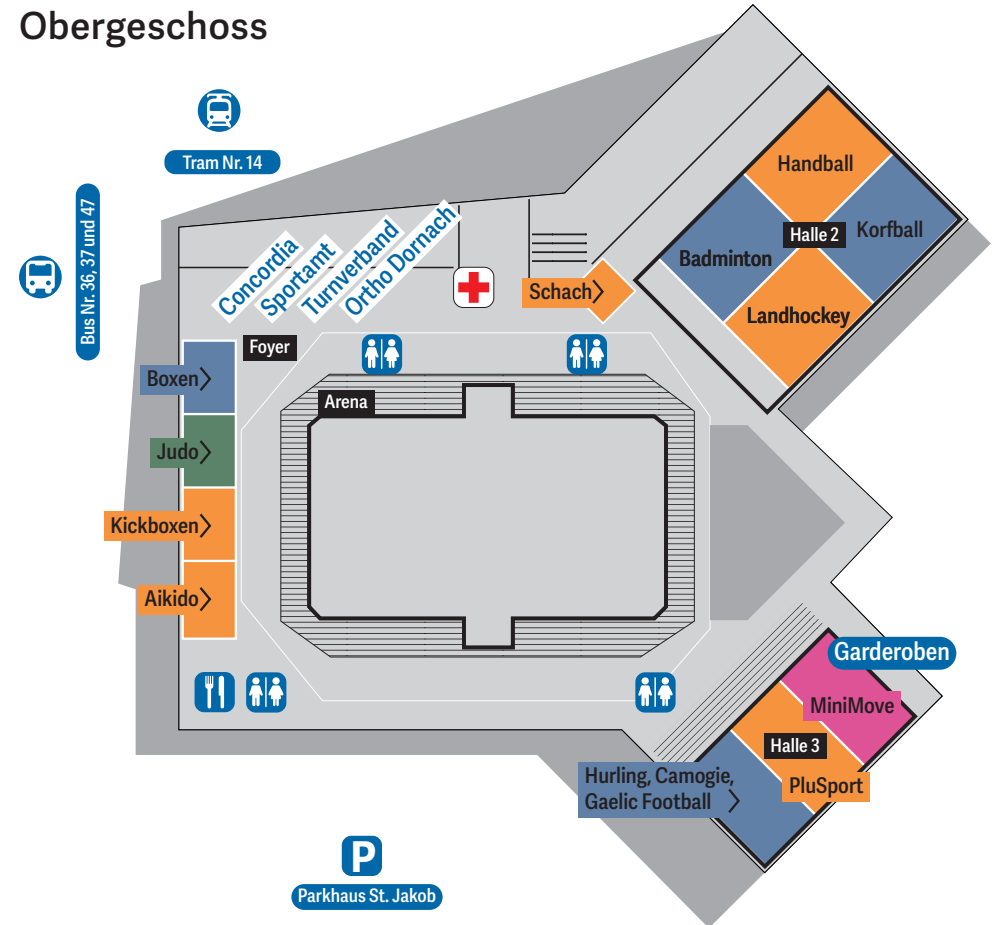 Obergeschoss
Tram Nr. 14
Bus Nr. 36, 37 und 47
Concordia
Sportamt
Turnverband
Ortho Dornach
Schach
Handball
Halle 2
Korfball
Badminton
Landhockey
Foyer
Boxen
Arena
Judo
Kickboxen
Aikido
Garderoben
MiniMove
Halle 3
PluSport
Hurling, Camogie,
Gaelic Football
P
Parkhaus St. Jakob